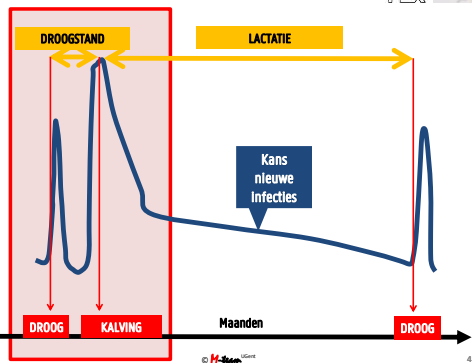 DROOGSTAND
LACTATIE
Kans
nieuwe
infecties
DROOG
KALVING
Maanden
DROOG
© M-team UGent
4